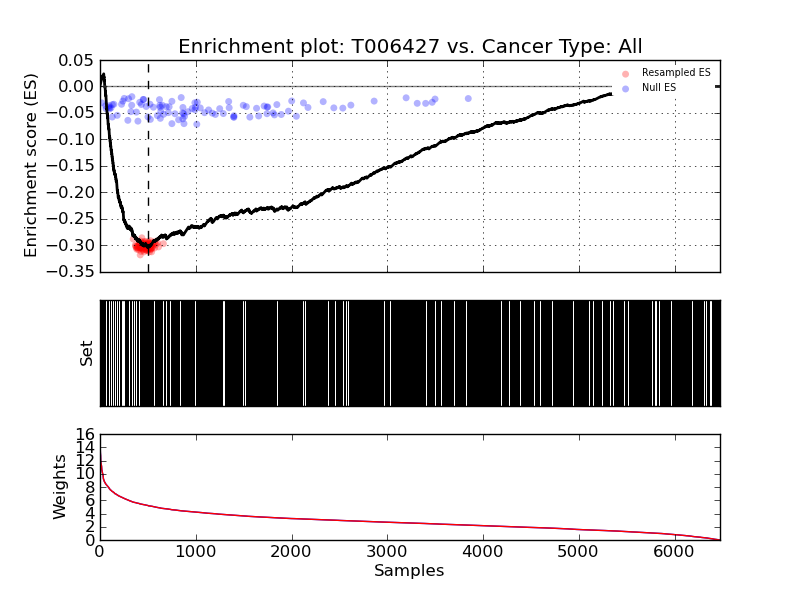 Enrichment plot: T006427 vs. Cancer Type: All
Enrichment score (ES)
0.05
0.00
−0.05
−0.10
−0.15
−0.20
−0.25
−0.30
−0.35
Resampled ES
Null ES
Set
Weights
16
14
12
10
8
6
4
2
0
0 1000 2000 3000 4000 5000 6000
Samples